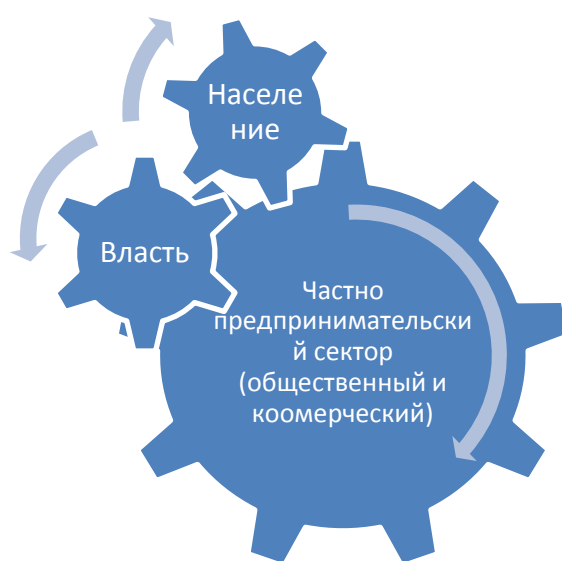 Населе
ние
Власть
Частно
предпринимательски
й сектор
(общественный и
коомерческий)